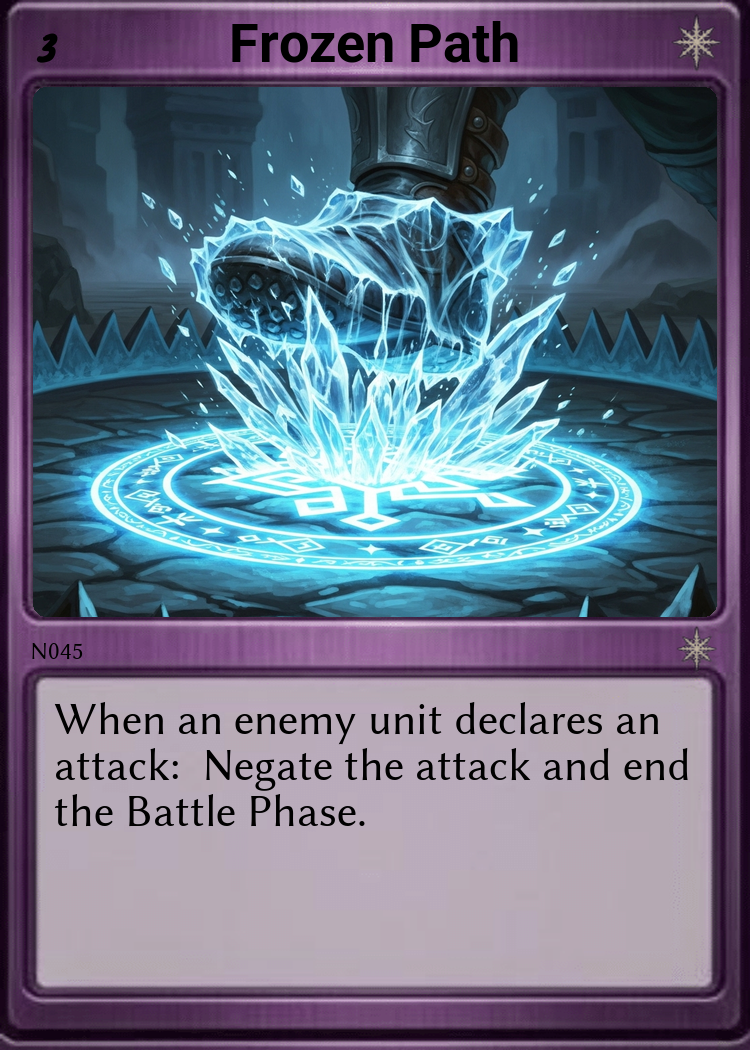 3
Frozen Path
N045
When an enemy unit declares an
attack:  Negate the attack and end
the Battle Phase.